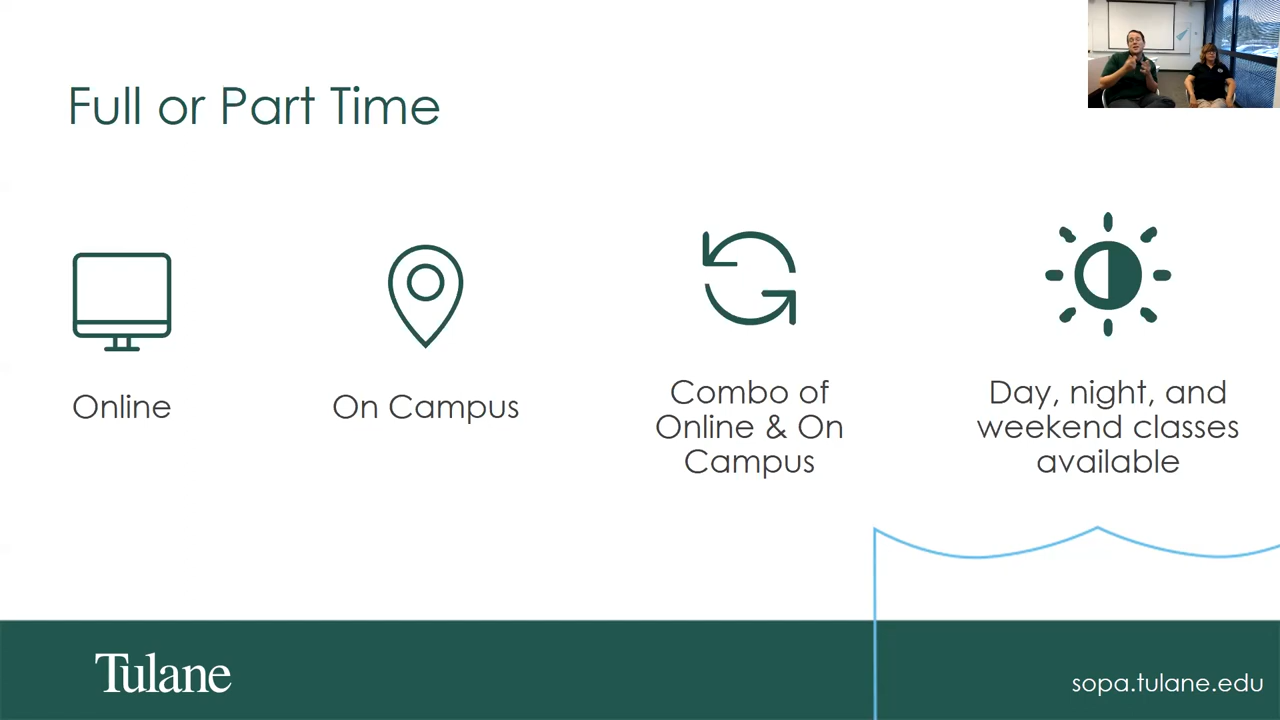 Full or Part Time
Online
On Campus
Combo of
Online & On
Campus
Day, night, and
weekend classes
available
Tulane
sopa.tulane.edu